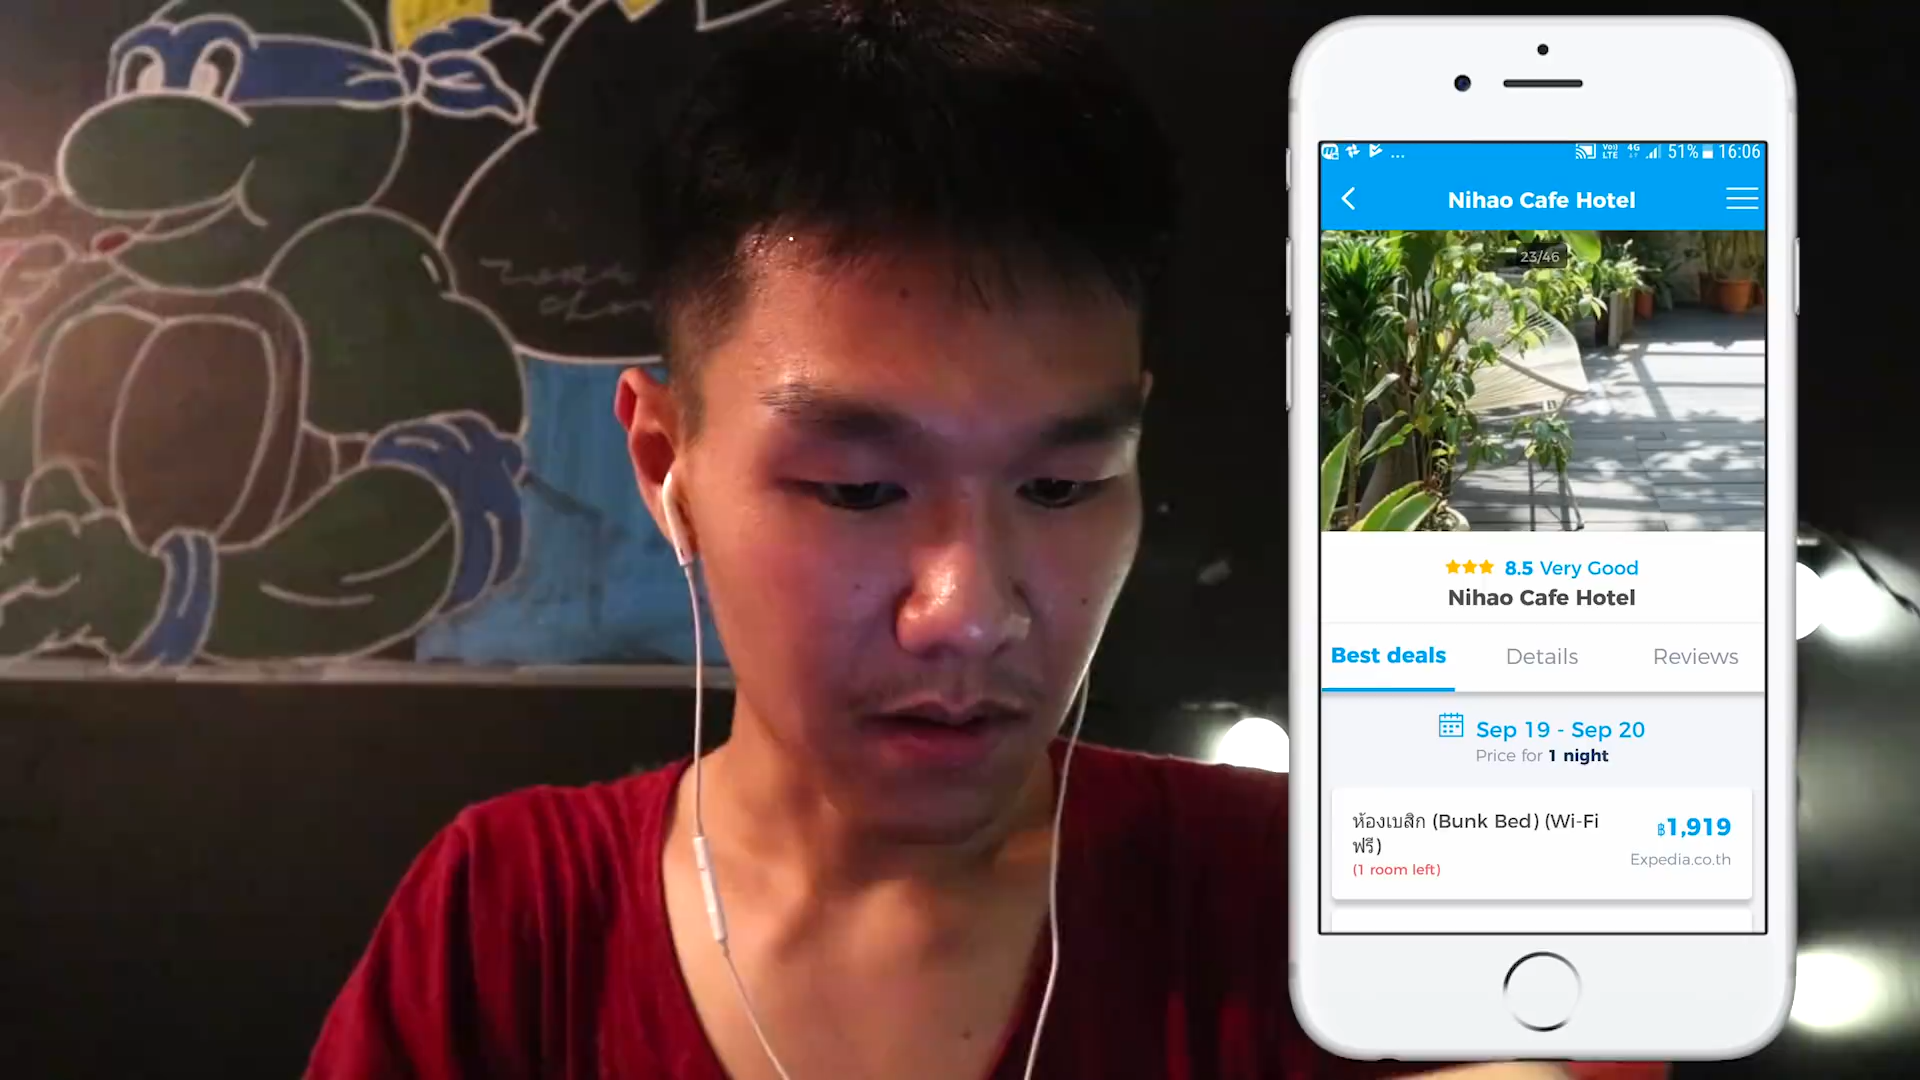 51% 16:06
Nihao Cafe Hotel
23/46
8.5 Very Good
Nihao Cafe Hotel
Best deals Details Reviews
Sep 19 - Sep 20
Price for 1 night
ห้องเบสิก (Bunk Bed) (Wi-Fi
ฟรี)
฿1,919
(1 room left)
Expedia.co.th